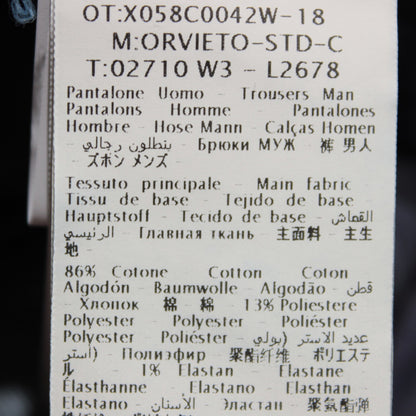 OT:X058C0042W-18
M:ORVIETO-STD-C
T:02710 W3 - L2678
Pantalone Uomo - Trousers Man
Pantalons Homme - Pantalones
Hombre - Hose Mann - Calças Homen
- بنطلون رجالي - Брюки МУЖ - 裤 男人
- ズボン メンズ -
Tessuto principale - Main fabric
Tissu de base - Tejido de base -
Hauptstoff - Tecido de base - القماش
الرئيسي - Главная ткань - 主面料 - 主生
地 -
86% Cotone Cotton Coton
Algodón - Baumwolle - Algodão - قطن
- Хлопок 棉 - 綿 - 13% Poliestere
Polyester Polyester - Poliéster
Polyester Poliéster - عديد الاستر (بولي
أستر) - Полиэфир - 聚酯纤维 - ポリエステ
ル - 1% Elastan Elastane
Elasthanne - Elastano - Elasthan
Elastano - الأستان - Эластан - 聚氨酯弹